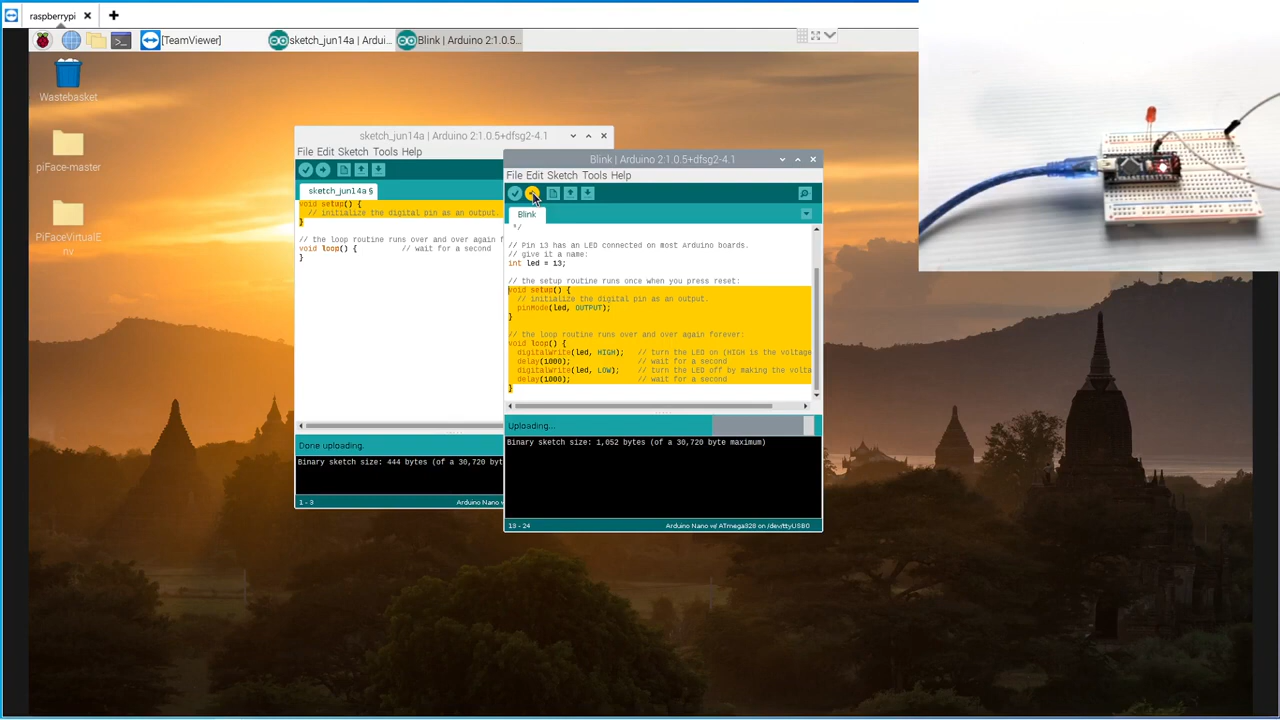 raspberrypi
[TeamViewer]
sketch_jun14a | Ardui...
Blink | Arduino 2:1.0.5...
Wastebasket
piFace-master
PiFaceVirtualE
nv
sketch_jun14a | Arduino 2:1.0.5+dfsg2-4.1
File Edit Sketch Tools Help
sketch_jun14a §
void setup() {
// initialize the digital pin as an output.
}
// the loop routine runs over and over again f
void loop() { // wait for a second
}
Done uploading.
Binary sketch size: 444 bytes (of a 30,720 byt
1 - 3
Arduino Nano w/
Blink | Arduino 2:1.0.5+dfsg2-4.1
File Edit Sketch Tools Help
Blink
*/
// Pin 13 has an LED connected on most Arduino boards.
// give it a name:
int led = 13;
// the setup routine runs once when you press reset:
void setup() {
// initialize the digital pin as an output.
pinMode(led, OUTPUT);
}
// the loop routine runs over and over again forever:
void loop() {
digitalWrite(led, HIGH); // turn the LED on (HIGH is the voltage
delay(1000); // wait for a second
digitalWrite(led, LOW); // turn the LED off by making the volta
delay(1000); // wait for a second
}
Uploading...
Binary sketch size: 1,052 bytes (of a 30,720 byte maximum)
13 - 24
Arduino Nano w/ ATmega328 on /dev/ttyUSB0